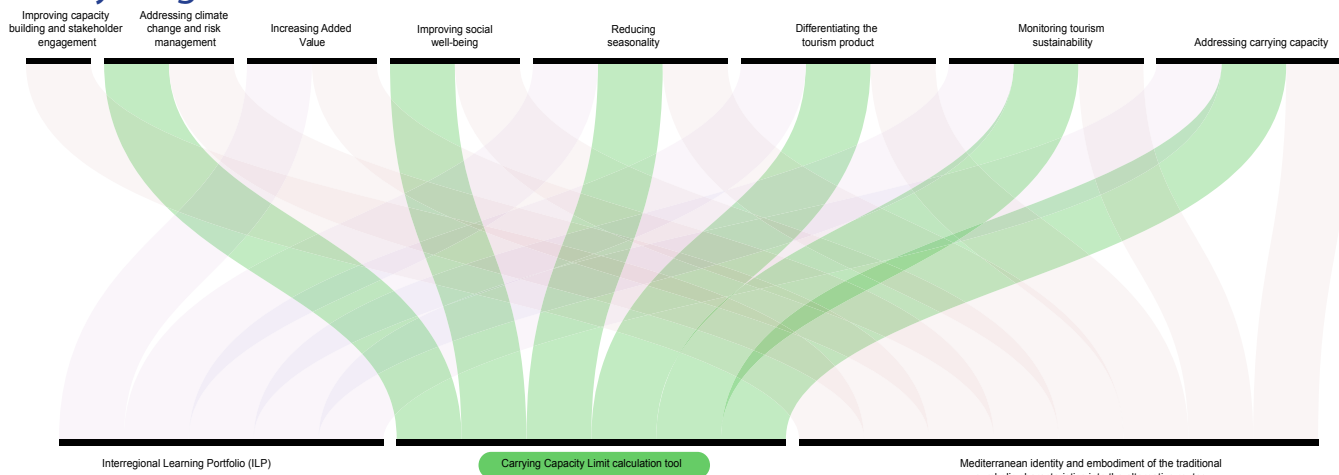 Improving capacity
building and stakeholder
engagement
Addressing climate
change and risk
management
Increasing Added
Value
Improving social
well-being
Reducing
seasonality
Differentiating the
tourism product
Monitoring tourism
sustainability
Addressing carrying capacity
Interregional Learning Portfolio (ILP)
Carrying Capacity Limit calculation tool
Mediterranean identity and embodiment of the traditional